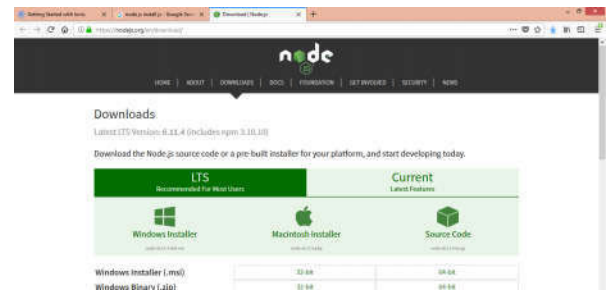 Getting Started with Ionic
node js install js - Google Sear
Download | Node.js
https://nodejs.org/en/download/
node
HOME | ABOUT | DOWNLOADS | DOCS | FOUNDATION | GET INVOLVED | SECURITY | NEWS
Downloads
Latest LTS Version: 6.11.4 (includes npm 3.10.10)
Download the Node.js source code or a pre-built installer for your platform, and start developing today.
LTS
Recommended For Most Users
Current
Latest Features
Windows Installer
Macintosh Installer
Source Code
Windows Installer (.msi)
32-bit
64-bit
Windows Binary (.zip)
32-bit
64-bit